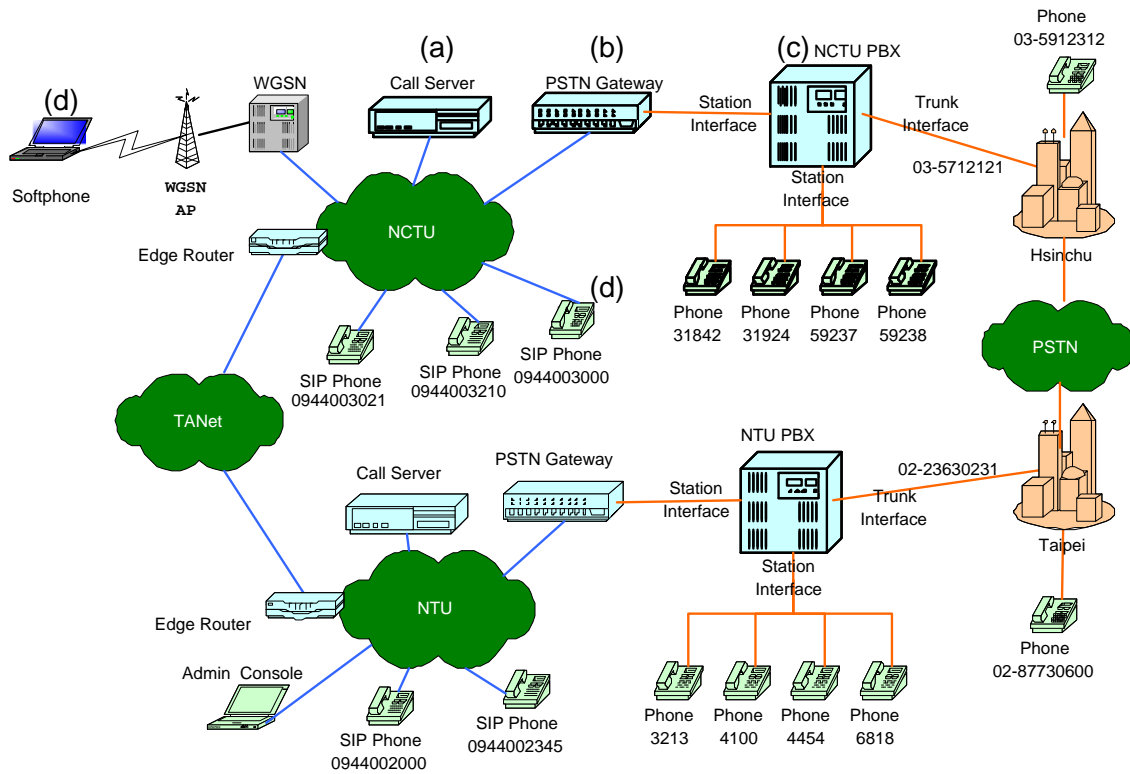 (a)
(b)
(c)
Phone
03-5912312
NCTU PBX
WGSN
Call Server
PSTN Gateway
(d)
Station
Interface
Trunk
Interface
03-5712121
Softphone
WGSN
AP
Station
Interface
NCTU
Edge Router
Hsinchu
(d)
Phone
31842
Phone
31924
Phone
59237
Phone
59238
PSTN
SIP Phone
0944003021
SIP Phone
0944003210
SIP Phone
0944003000
TANet
NTU PBX
Call Server
PSTN Gateway
02-23630231
Station
Interface
Trunk
Interface
Taipei
Station
Interface
NTU
Edge Router
Phone
02-87730600
Admin Console
SIP Phone
0944002000
SIP Phone
0944002345
Phone
3213
Phone
4100
Phone
4454
Phone
6818